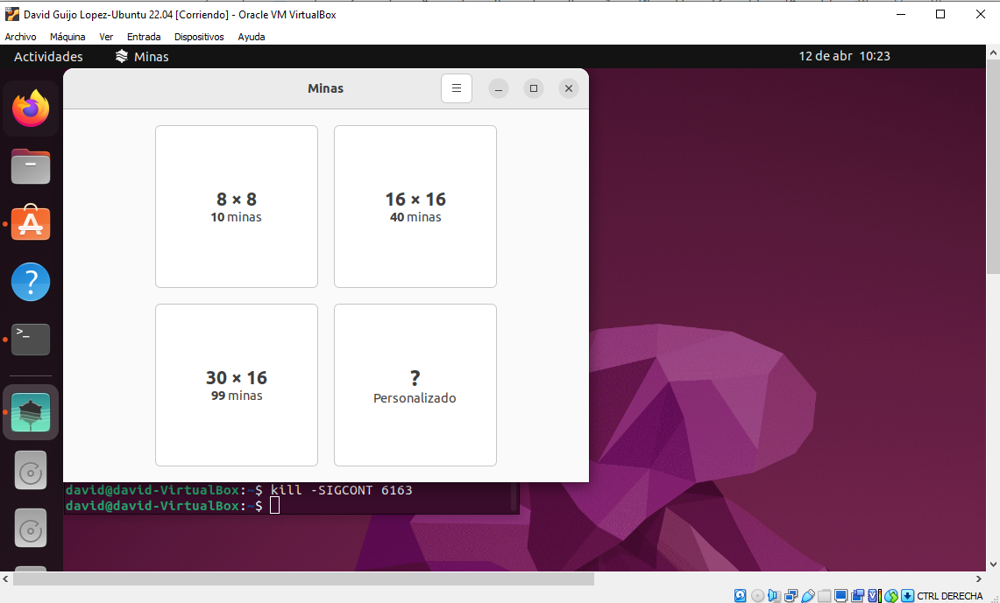 David Guijo Lopez-Ubuntu 22.04 [Corriendo] - Oracle VM VirtualBox
Archivo Máquina Ver Entrada Dispositivos Ayuda
Actividades Minas 12 de abr 10:23
Minas
8 × 8
10 minas
16 × 16
40 minas
30 × 16
99 minas
?
Personalizado
david@david-VirtualBox:~$ kill -SIGCONT 6163
david@david-VirtualBox:~$
CTRL DERECHA